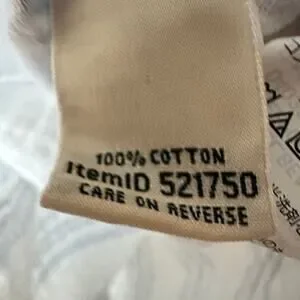 100% COTTON
ItemID 521750
CARE ON REVERSE